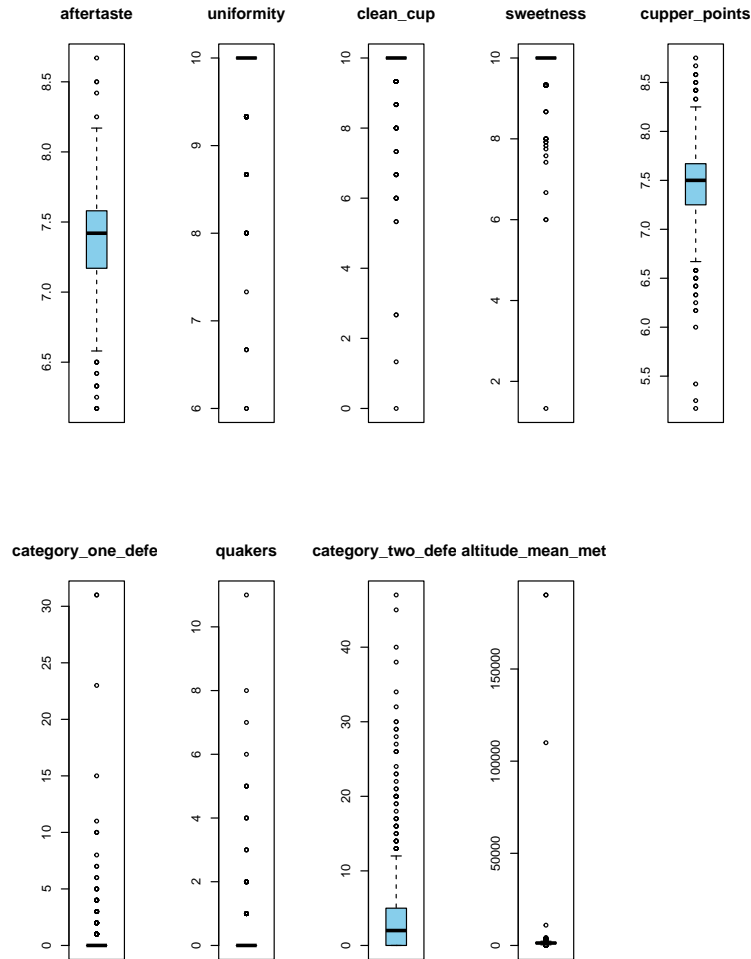 aftertaste uniformity clean_cup sweetness cupper_points
8.5 8.0 7.5 7.0 6.5
10 9 8 7 6
10 8 6 4 2 0
10 8 6 4 2
8.5 8.0 7.5 7.0 6.5 6.0 5.5
category_one_defe quakers category_two_defe altitude_mean_met
30 25 20 15 10 5 0
10 8 6 4 2 0
40 30 20 10 0
150000 100000 50000 0